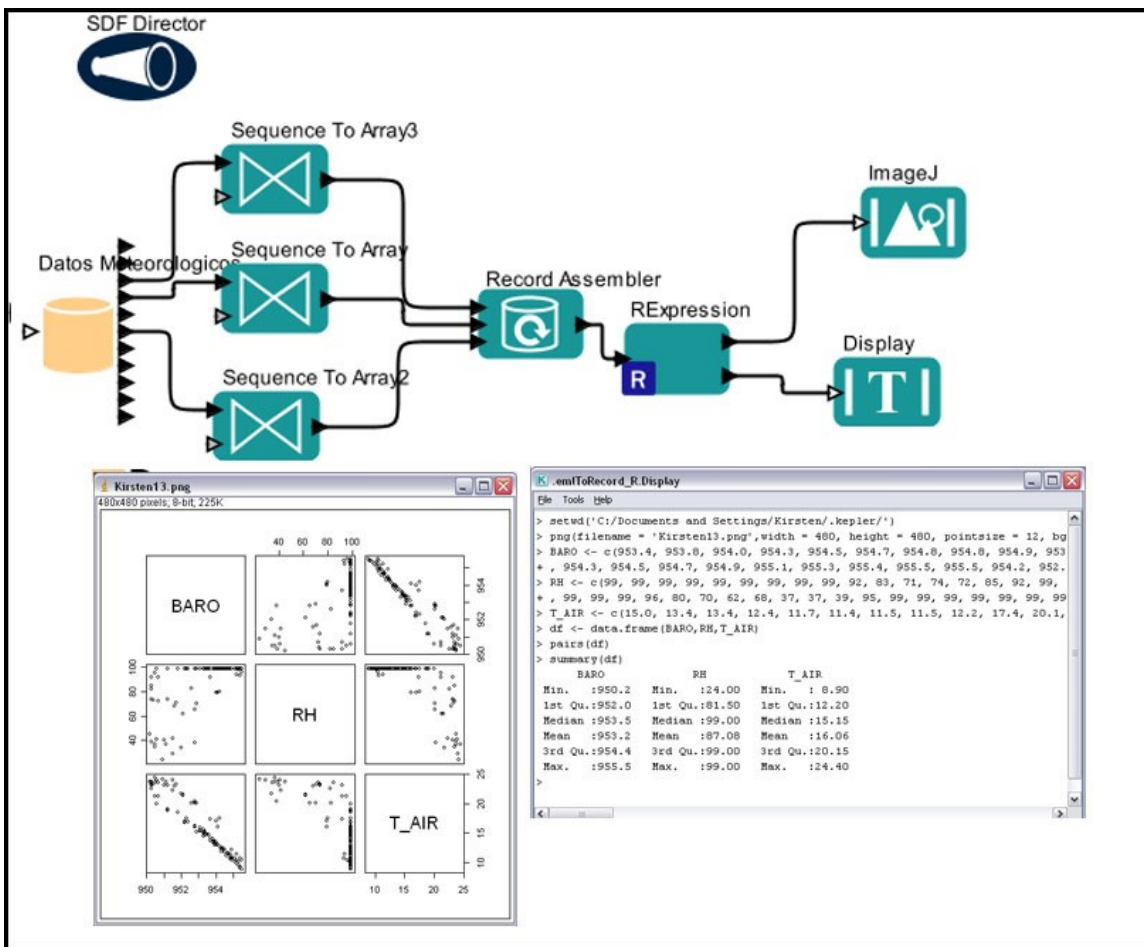 SDF Director
Sequence To Array3
ImageJ
Sequence To Array
Datos Meteorologicos
Record Assembler
RExpression
R
Display
T
Sequence To Array2
Kirsten13.png
480x480 pixels; 8-bit; 225K
40 60 80 100
BARO
950 952 954
40 60 80 100
RH
T_AIR
10 15 20 25
950 952 954
10 15 20 25
K .emlToRecord_R.Display
File Tools Help
> setwd('C:/Documents and Settings/Kirsten/.kepler/')
> png(filename = 'Kirsten13.png',width = 480, height = 480, pointsize = 12, bg
> BARO <- c(953.4, 953.8, 954.0, 954.3, 954.5, 954.7, 954.8, 954.8, 954.9, 953
+ , 954.3, 954.5, 954.7, 954.9, 955.1, 955.3, 955.4, 955.5, 955.5, 954.2, 952.
> RH <- c(99, 99, 99, 99, 99, 99, 99, 99, 99, 92, 83, 71, 74, 72, 85, 92, 99,
+ , 99, 99, 99, 96, 80, 70, 62, 68, 37, 37, 39, 95, 99, 99, 99, 99, 99, 99, 99
> T_AIR <- c(15.0, 13.4, 13.4, 12.4, 11.7, 11.4, 11.5, 11.5, 12.2, 17.4, 20.1,
> df <- data.frame(BARO,RH,T_AIR)
> pairs(df)
> summary(df)
BARO RH T_AIR
Min. :950.2 Min. :24.00 Min. : 8.90
1st Qu.:952.0 1st Qu.:81.50 1st Qu.:12.20
Median :953.5 Median :99.00 Median :15.15
Mean :953.2 Mean :87.08 Mean :16.06
3rd Qu.:954.4 3rd Qu.:99.00 3rd Qu.:20.15
Max. :955.5 Max. :99.00 Max. :24.40
>